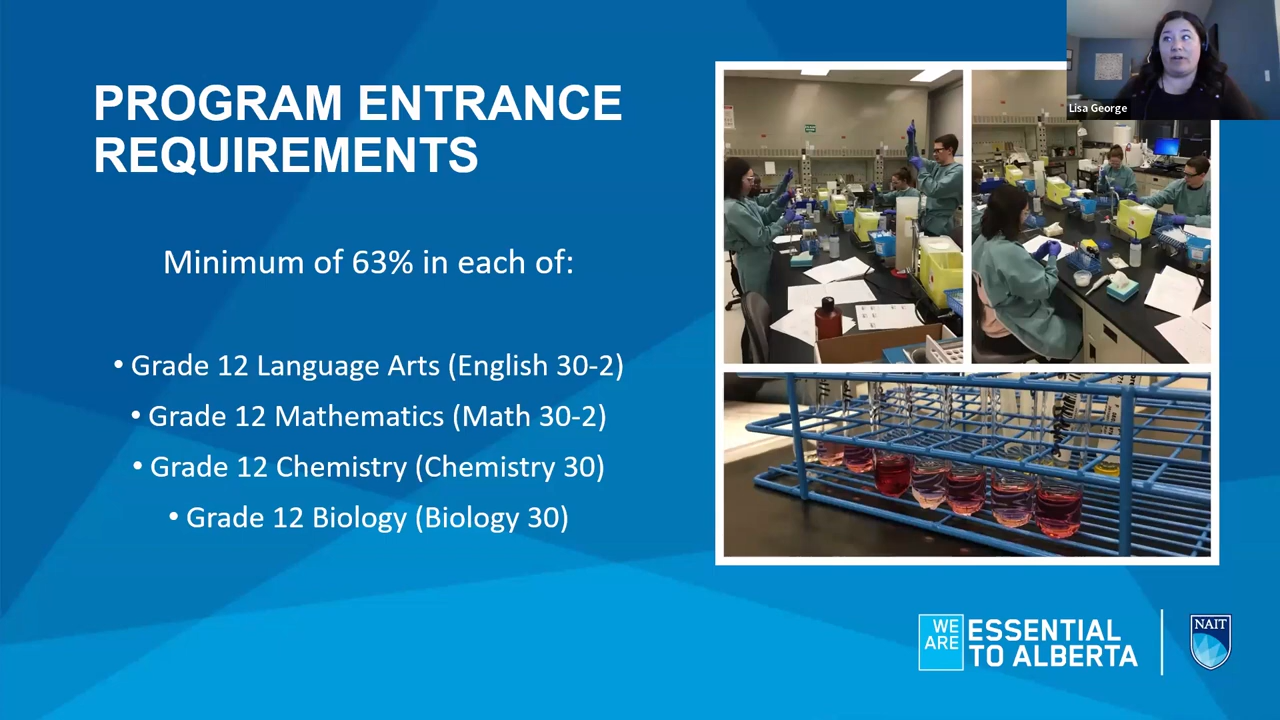 PROGRAM ENTRANCE
REQUIREMENTS
Minimum of 63% in each of:
• Grade 12 Language Arts (English 30-2)
• Grade 12 Mathematics (Math 30-2)
• Grade 12 Chemistry (Chemistry 30)
• Grade 12 Biology (Biology 30)
Lisa George
WE
ARE
ESSENTIAL
TO ALBERTA
NAIT